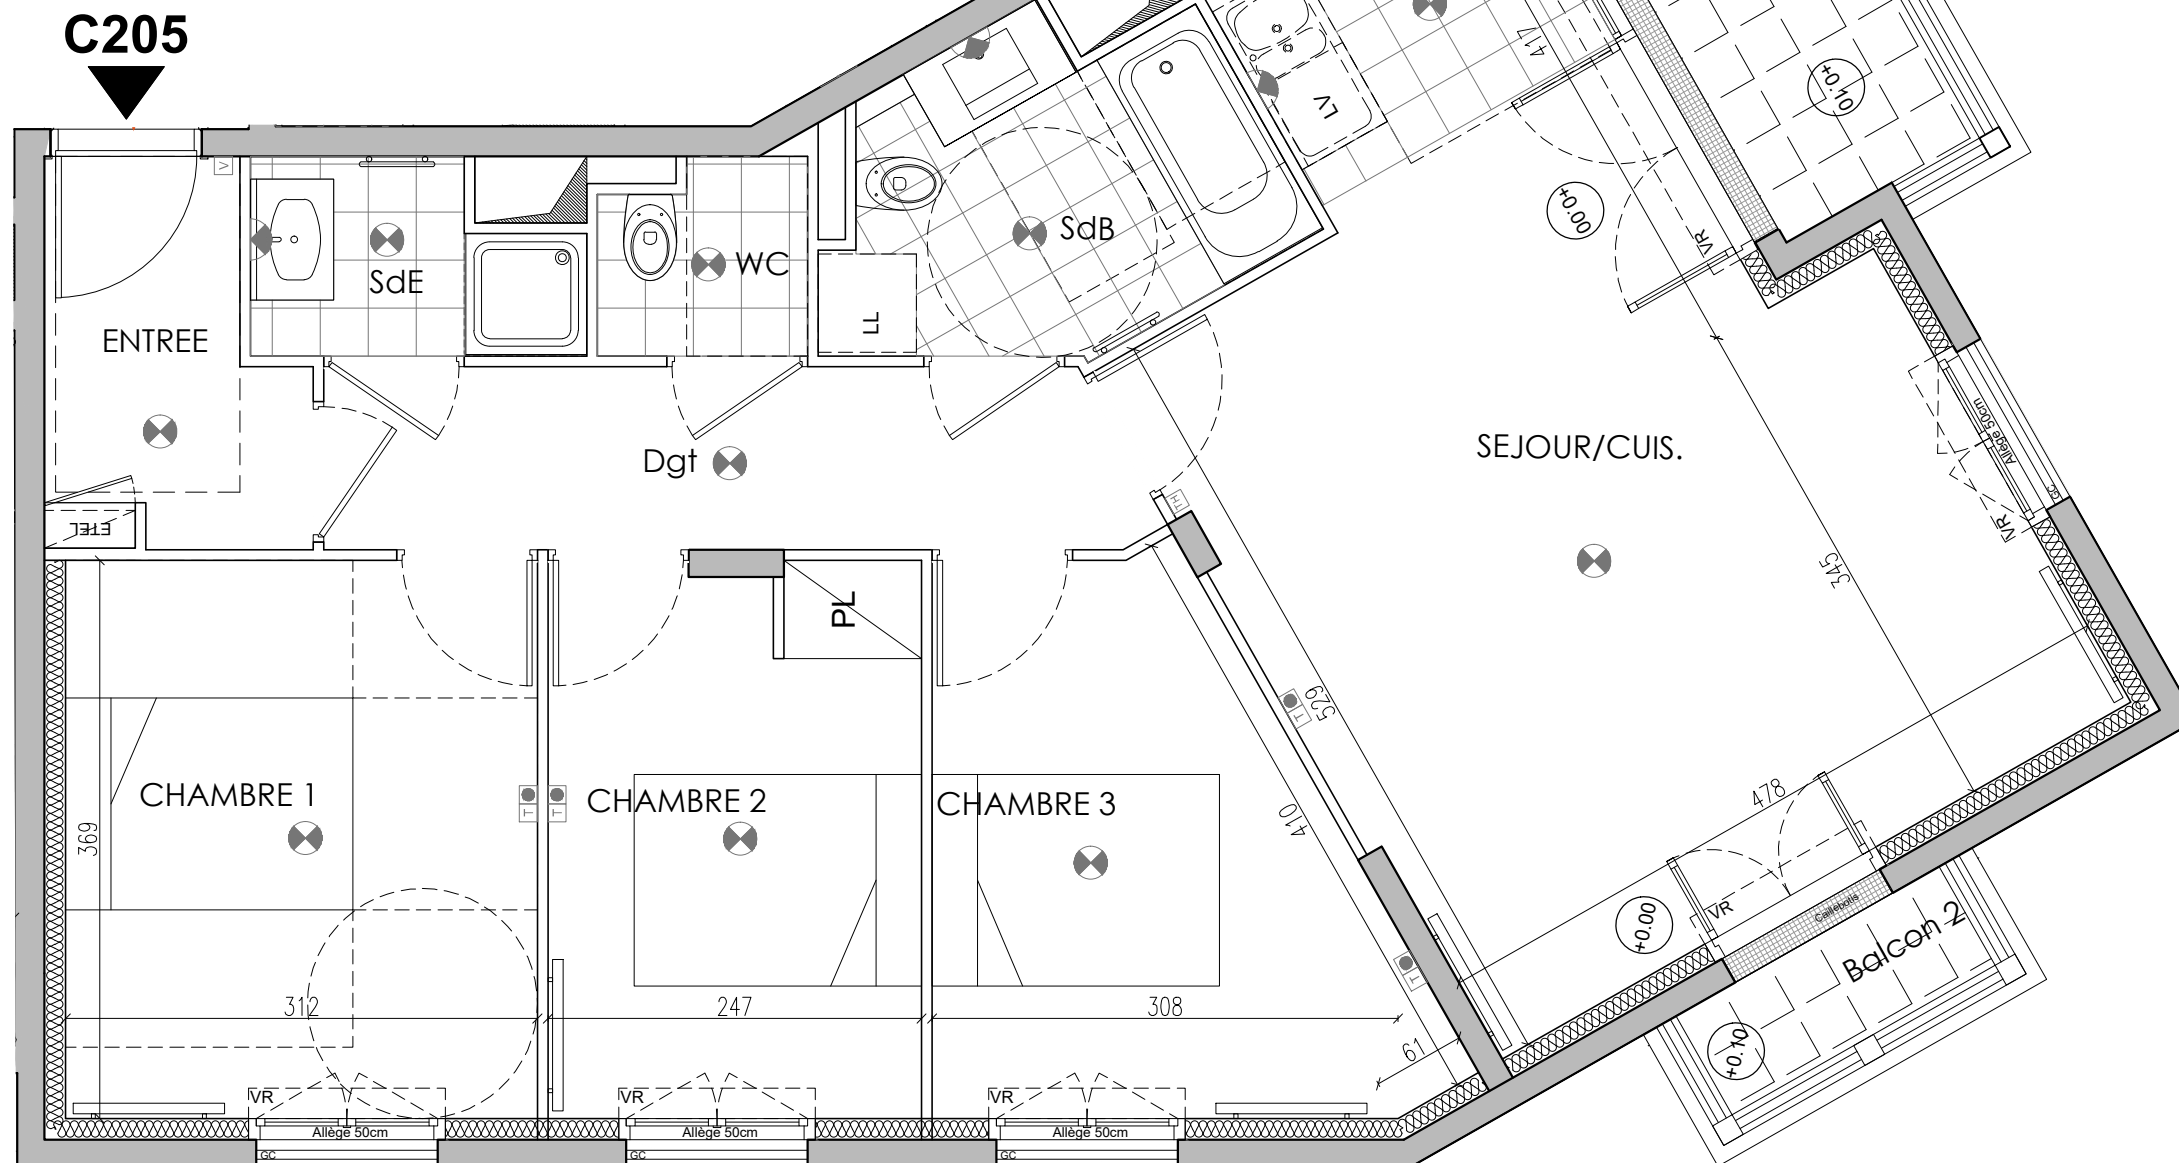 C205
417
+0.10
LV
V
+0.00
SdB
VR
SdE
WC
LL
ENTREE
Allège 50cm
SEJOUR/CUIS.
Dgt
GC
TH
VR
ETEL
345
PL
T
529
CHAMBRE 1
CHAMBRE 2
CHAMBRE 3
478
T
T
410
369
VR
Caillebotis
+0.00
Balcon 2
T
312
247
308
61
+0.10
VR
VR
VR
Allège 50cm
Allège 50cm
Allège 50cm
GC
GC
GC